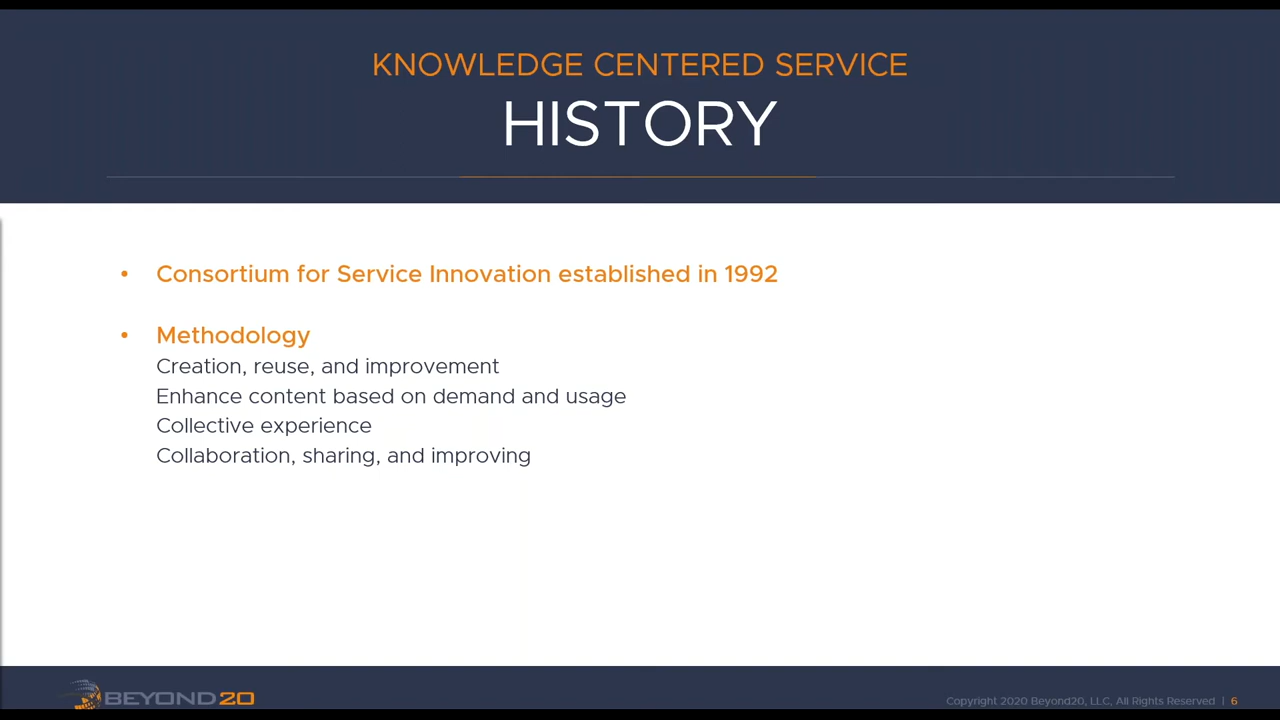 KNOWLEDGE CENTERED SERVICE
HISTORY
• Consortium for Service Innovation established in 1992
• Methodology
Creation, reuse, and improvement
Enhance content based on demand and usage
Collective experience
Collaboration, sharing, and improving
BEYOND20
Copyright 2020 Beyond20, LLC, All Rights Reserved | 6